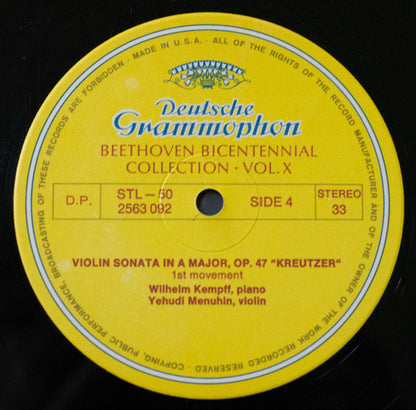 MADE IN U.S.A. · ALL OF THE RIGHTS OF THE RECORD MANUFACTURER AND OF THE OWNER OF THE WORK RECORDED RESERVED · COPYING, PUBLIC PERFORMANCE, BROADCASTING OF THESE RECORDS ARE FORBIDDEN ·
Deutsche
Grammophon
BEETHOVEN BICENTENNIAL
COLLECTION · VOL. X
D.P. STL–50 SIDE 4 STEREO
2563 092 33
VIOLIN SONATA IN A MAJOR, OP. 47 "KREUTZER"
1st movement
Wilhelm Kempff, piano
Yehudi Menuhin, violin